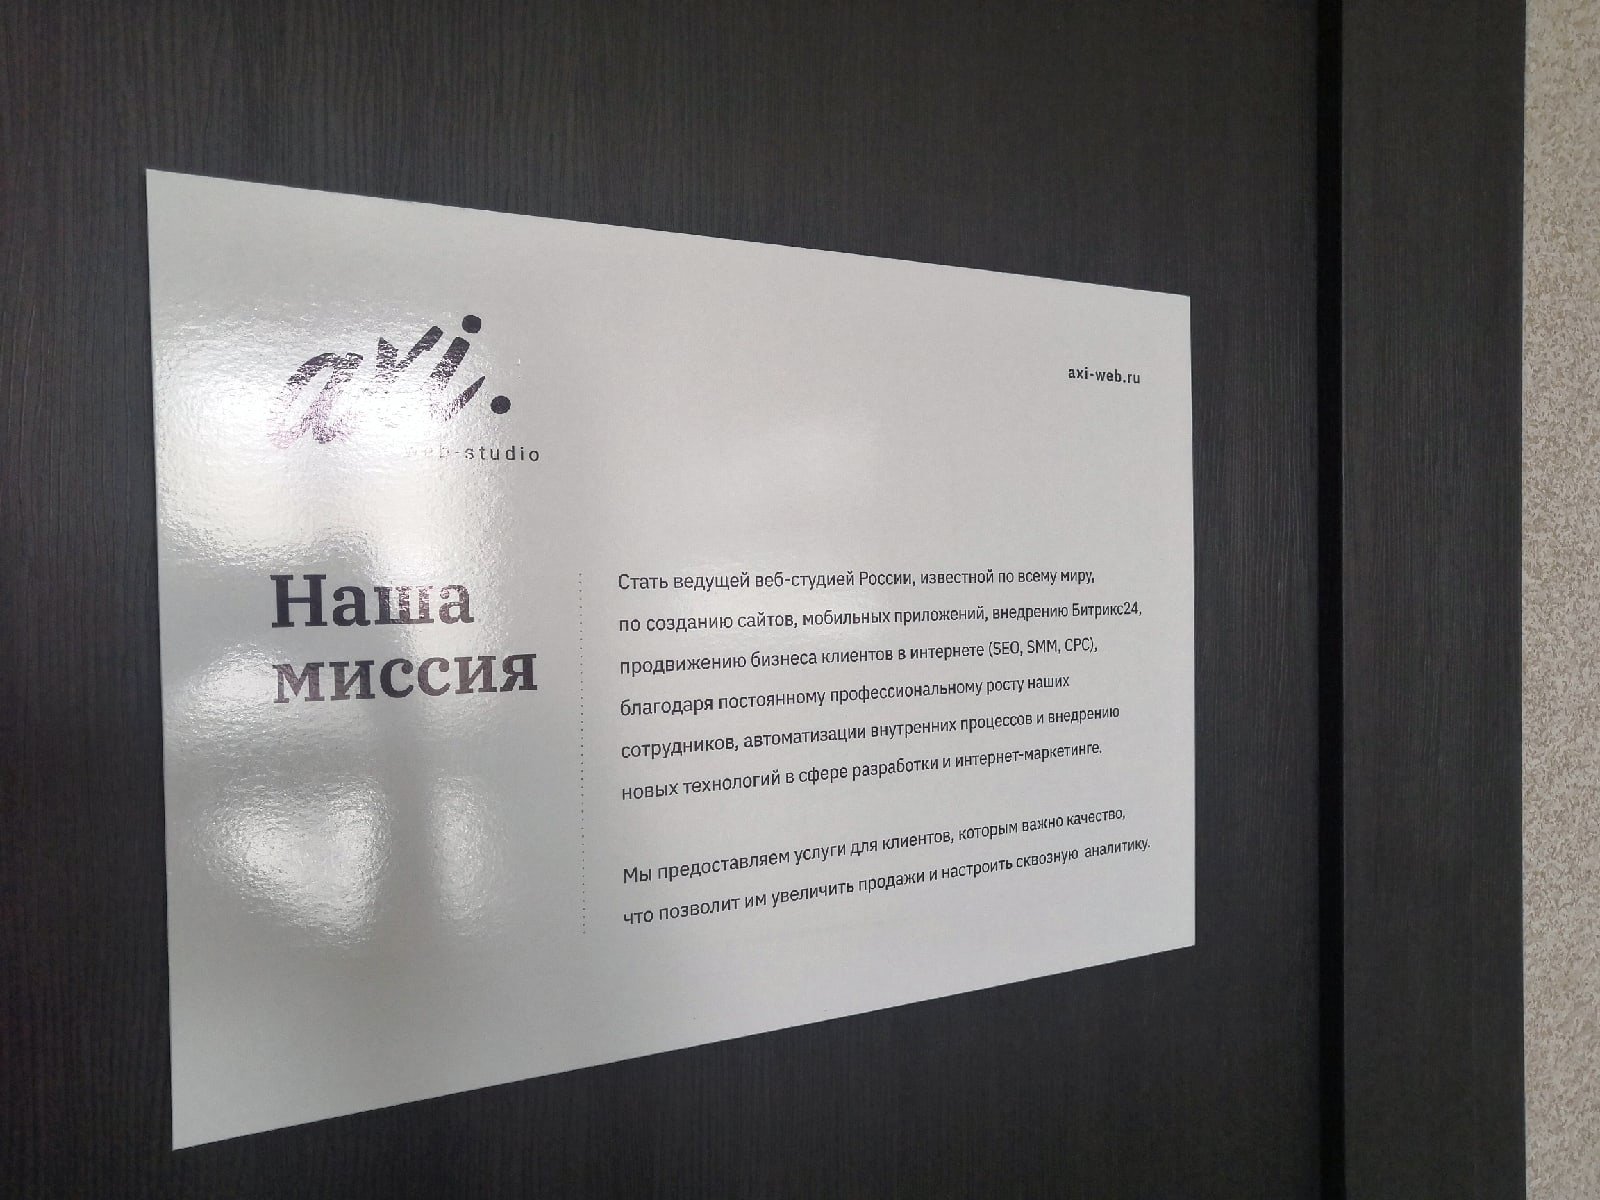 axi.
web-studio
axi-web.ru
Наша
миссия
Стать ведущей веб-студией России, известной по всему миру,
по созданию сайтов, мобильных приложений, внедрению Битрикс24,
продвижению бизнеса клиентов в интернете (SEO, SMM, CPC),
благодаря постоянному профессиональному росту наших
сотрудников, автоматизации внутренних процессов и внедрению
новых технологий в сфере разработки и интернет-маркетинге.
Мы предоставляем услуги для клиентов, которым важно качество,
что позволит им увеличить продажи и настроить сквозную аналитику.